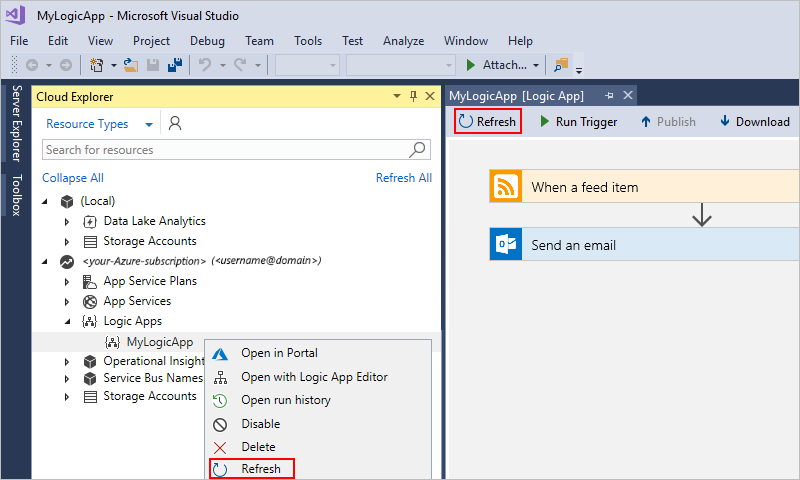 MyLogicApp - Microsoft Visual Studio
File Edit View Project Debug Team Tools Test Analyze Window Help
Attach...
Server Explorer
Toolbox
Cloud Explorer
Resource Types
Search for resources
Collapse All Refresh All
(Local)
Data Lake Analytics
Storage Accounts
<your-Azure-subscription> (<username@domain>)
App Service Plans
App Services
Logic Apps
MyLogicApp
Operational Insight
Service Bus Names
Storage Accounts
Open in Portal
Open with Logic App Editor
Open run history
Disable
Delete
Refresh
MyLogicApp [Logic App]
Refresh Run Trigger Publish Download
When a feed item
Send an email